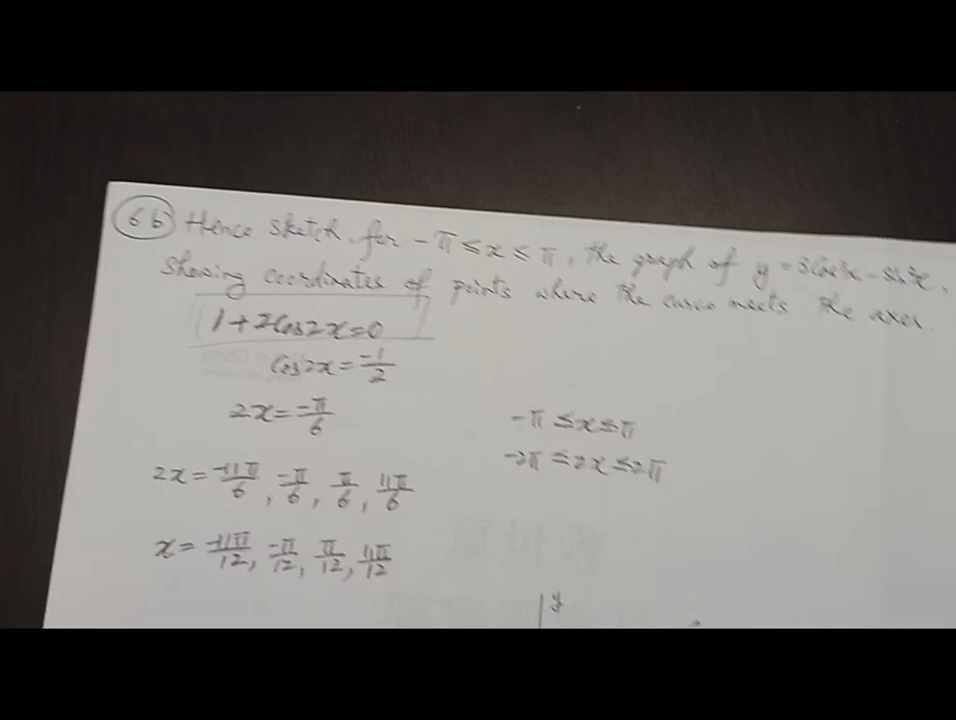 6b Hence sketch, for -π ≤ x ≤ π, the graph of y = 3cos²x - sin²x,
showing coordinates of points where the curve meets the axes.
1+2cos2x=0
cos2x = -1/2
2x = -π/6
-π ≤ x ≤ π
-2π ≤ 2x ≤ 2π
2x = -11π/6, -π/6, π/6, 11π/6
x = -11π/12, -π/12, π/12, 11π/12
y